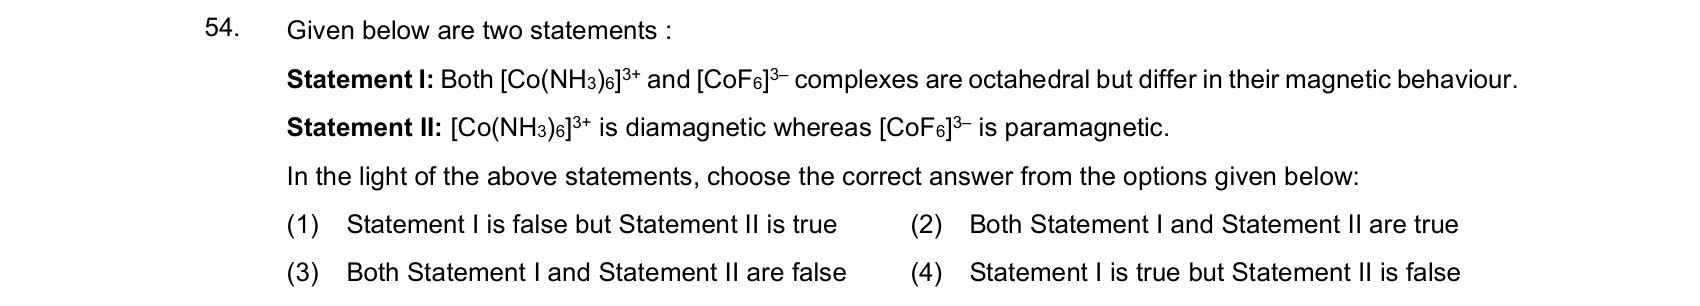 54. Given below are two statements :
Statement I: Both [Co(NH₃)₆]³⁺ and [CoF₆]³⁻ complexes are octahedral but differ in their magnetic behaviour.
Statement II: [Co(NH₃)₆]³⁺ is diamagnetic whereas [CoF₆]³⁻ is paramagnetic.
In the light of the above statements, choose the correct answer from the options given below:
(1) Statement I is false but Statement II is true (2) Both Statement I and Statement II are true
(3) Both Statement I and Statement II are false (4) Statement I is true but Statement II is false